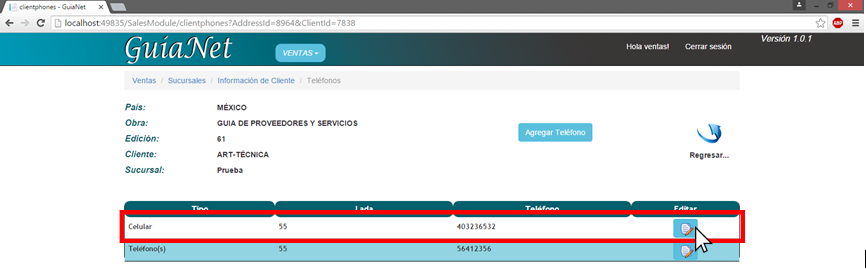 clientphones - GuiaNet
localhost:49835/SalesModule/clientphones?AddressId=8964&ClientId=7838
ABP
GuíaNet
VENTAS
Hola ventas!
Cerrar sesión
Versión 1.0.1
Ventas / Sucursales / Información de Cliente / Teléfonos
País: MÉXICO
Obra: GUIA DE PROVEEDORES Y SERVICIOS
Edición: 61
Cliente: ART-TÉCNICA
Sucursal: Prueba
Agregar Teléfono
Regresar...
Tipo Lada Teléfono Editar
Celular 55 403236532
Teléfono(s) 55 56412356